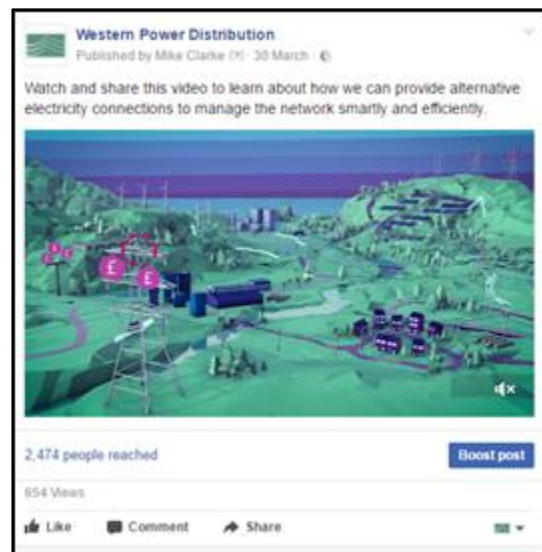 Western Power Distribution
Published by Mike Clarke [?] · 30 March ·
Watch and share this video to learn about how we can provide alternative
electricity connections to manage the network smartly and efficiently.
£
£
2,474 people reached
Boost post
654 Views
Like
Comment
Share